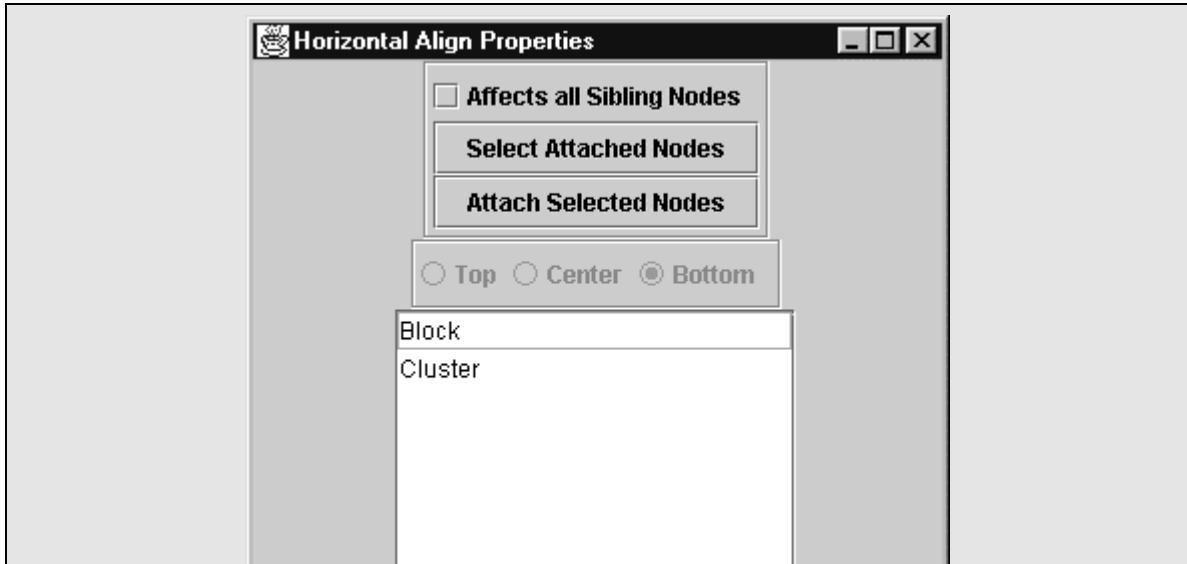 Horizontal Align Properties
Affects all Sibling Nodes
Select Attached Nodes
Attach Selected Nodes
Top Center Bottom
Block
Cluster